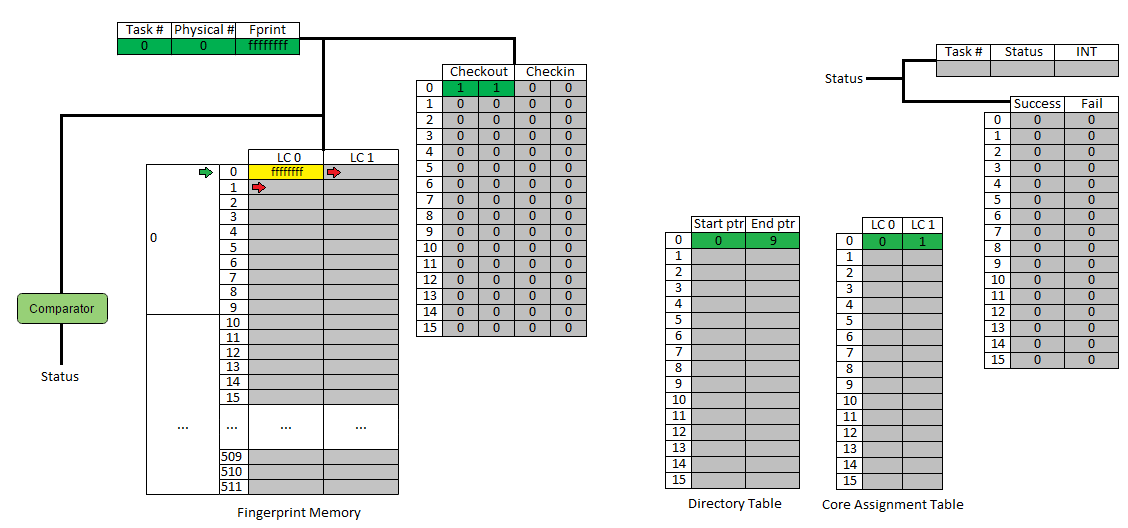 Task # Physical # Fprint
0 0 ffffffff
Checkout Checkin
0 1 1 0 0
1 0 0 0 0
2 0 0 0 0
3 0 0 0 0
4 0 0 0 0
5 0 0 0 0
6 0 0 0 0
7 0 0 0 0
8 0 0 0 0
9 0 0 0 0
10 0 0 0 0
11 0 0 0 0
12 0 0 0 0
13 0 0 0 0
14 0 0 0 0
15 0 0 0 0
LC 0 LC 1
0 ffffffff
1
2
3
0
4
5
6
7
8
9
10
11
12
13
14
15
... ... ... ...
509
510
511
Fingerprint Memory
Comparator
Status
Start ptr End ptr
0 0 9
1
2
3
4
5
6
7
8
9
10
11
12
13
14
15
Directory Table
LC 0 LC 1
0 0 1
1
2
3
4
5
6
7
8
9
10
11
12
13
14
15
Core Assignment Table
Status
Task # Status INT
Success Fail
0 0 0
1 0 0
2 0 0
3 0 0
4 0 0
5 0 0
6 0 0
7 0 0
8 0 0
9 0 0
10 0 0
11 0 0
12 0 0
13 0 0
14 0 0
15 0 0